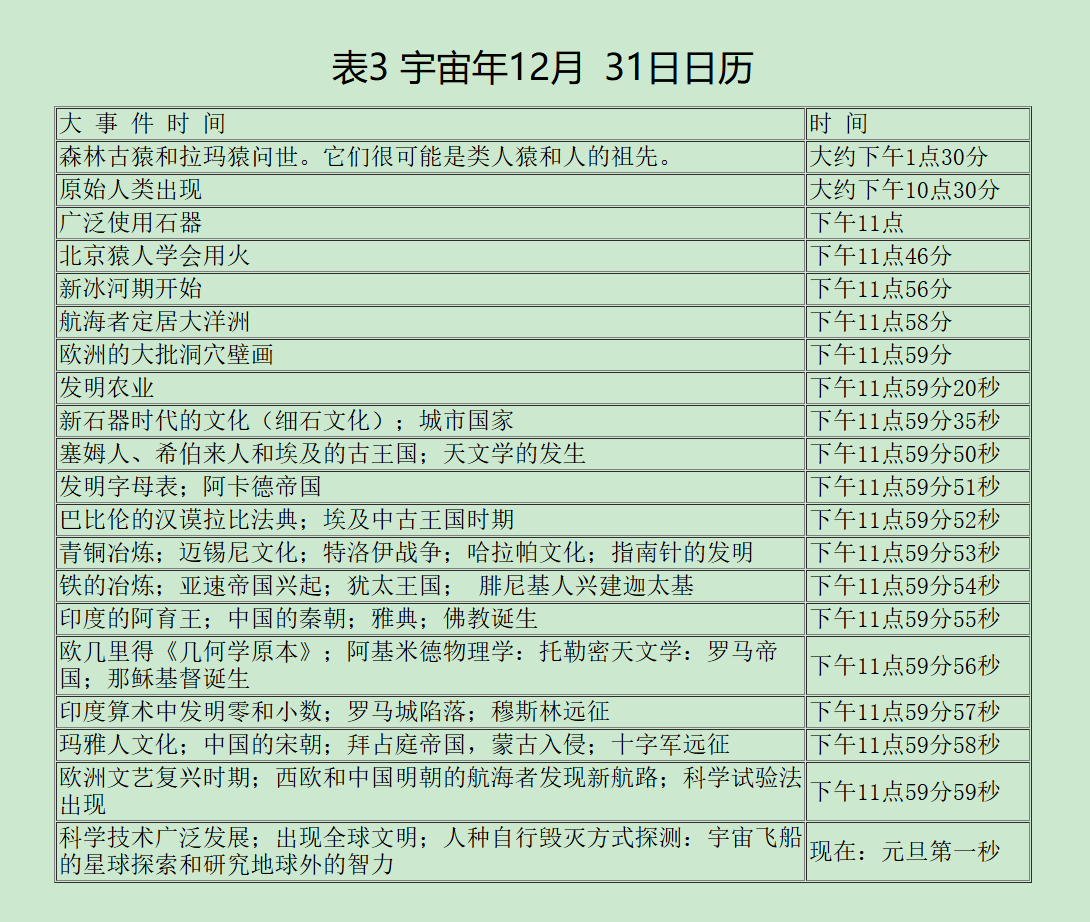 表3 宇宙年12月 31日日历
大 事 件 时 间 时 间
森林古猿和拉玛猿问世。它们很可能是类人猿和人的祖先。 大约下午1点30分
原始人类出现 大约下午10点30分
广泛使用石器 下午11点
北京猿人学会用火 下午11点46分
新冰河期开始 下午11点56分
航海者定居大洋洲 下午11点58分
欧洲的大批洞穴壁画 下午11点59分
发明农业 下午11点59分20秒
新石器时代的文化（细石文化）；城市国家 下午11点59分35秒
塞姆人、希伯来人和埃及的古王国；天文学的发生 下午11点59分50秒
发明字母表；阿卡德帝国 下午11点59分51秒
巴比伦的汉谟拉比法典；埃及中古王国时期 下午11点59分52秒
青铜冶炼；迈锡尼文化；特洛伊战争；哈拉帕文化；指南针的发明 下午11点59分53秒
铁的冶炼；亚速帝国兴起；犹太王国； 腓尼基人兴建迦太基 下午11点59分54秒
印度的阿育王；中国的秦朝；雅典；佛教诞生 下午11点59分55秒
欧几里得《几何学原本》；阿基米德物理学：托勒密天文学：罗马帝
国；那稣基督诞生 下午11点59分56秒
印度算术中发明零和小数；罗马城陷落；穆斯林远征 下午11点59分57秒
玛雅人文化；中国的宋朝；拜占庭帝国，蒙古入侵；十字军远征 下午11点59分58秒
欧洲文艺复兴时期；西欧和中国明朝的航海者发现新航路；科学试验法
出现 下午11点59分59秒
科学技术广泛发展；出现全球文明；人种自行毁灭方式探测：宇宙飞船
的星球探索和研究地球外的智力 现在：元旦第一秒